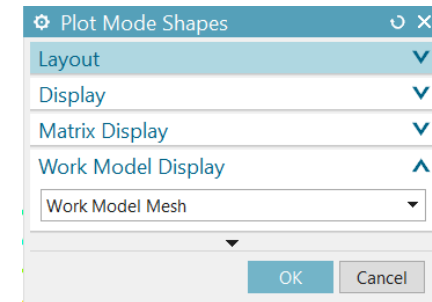 Plot Mode Shapes
Layout
Display
Matrix Display
Work Model Display
Work Model Mesh
OK Cancel